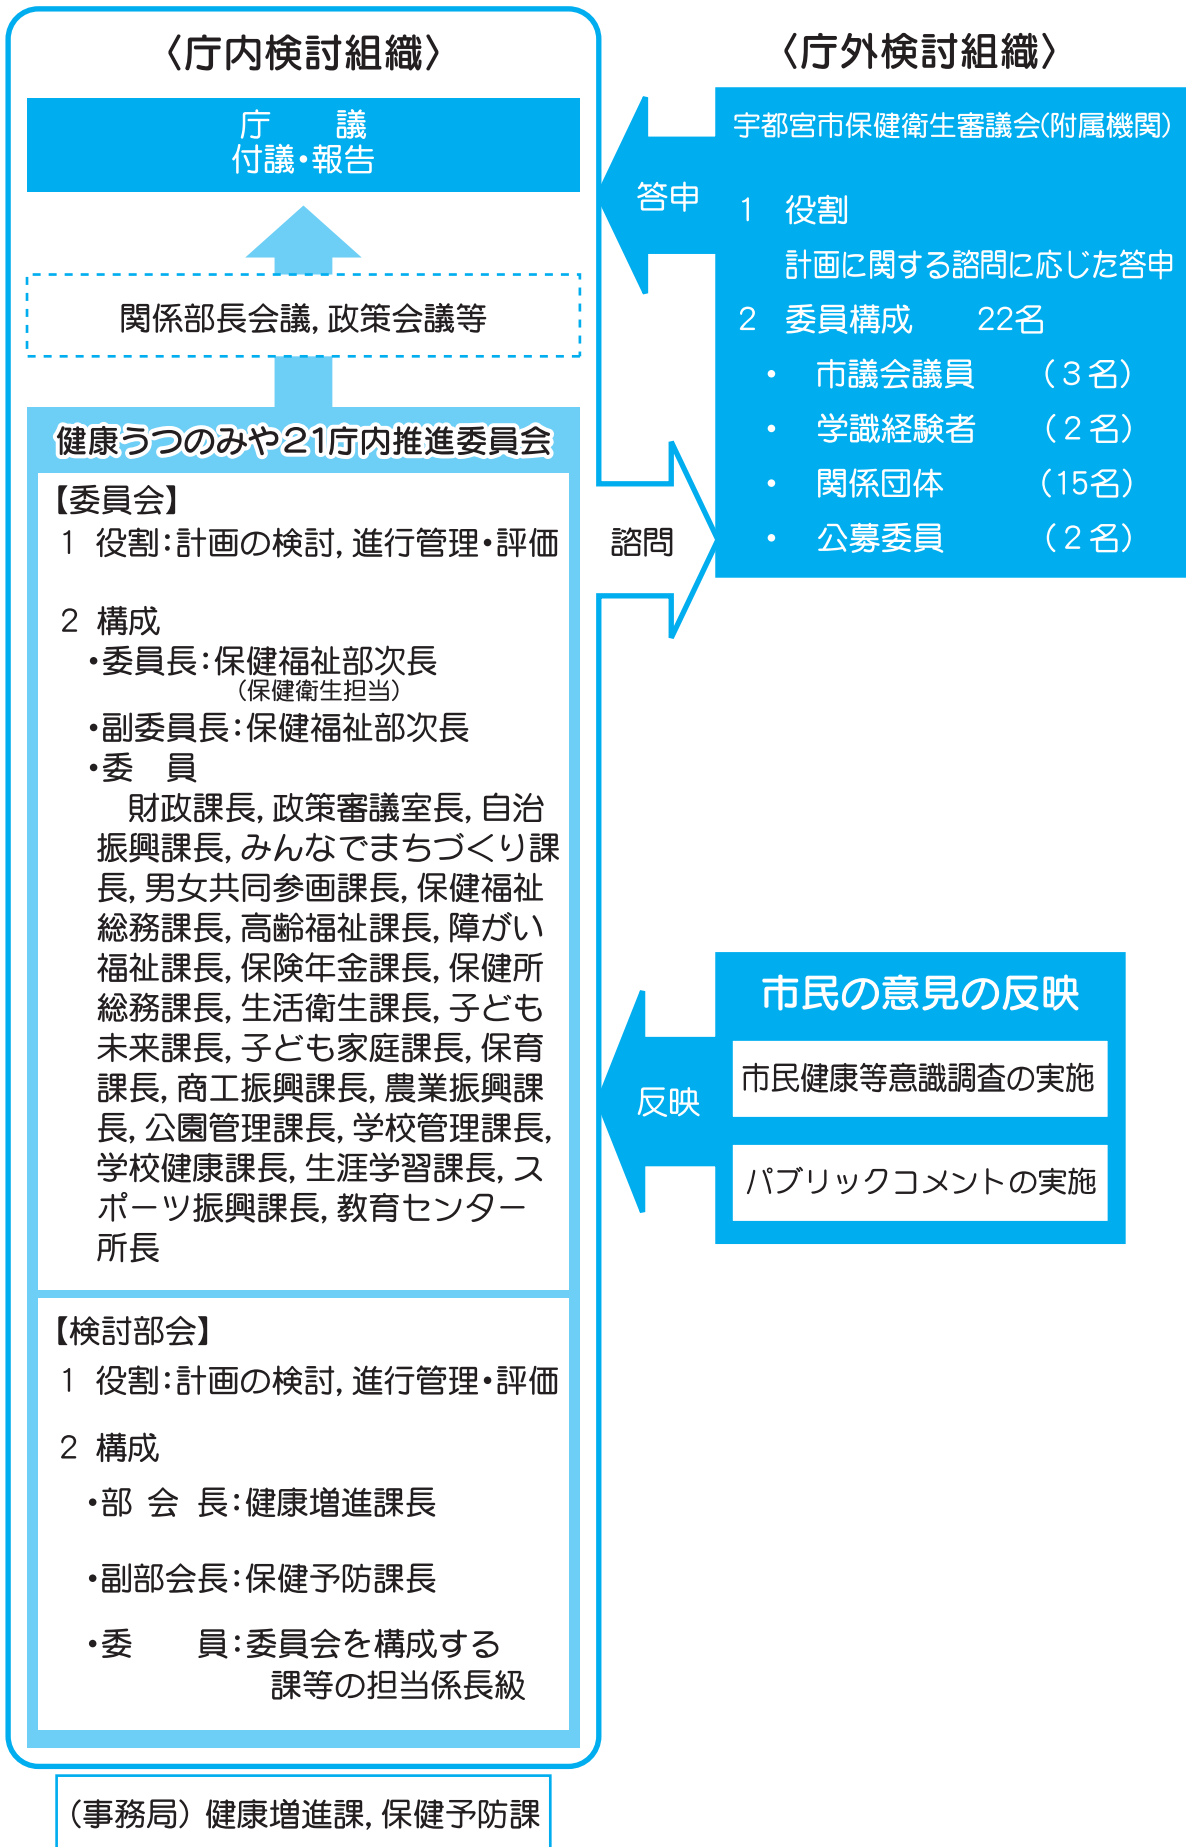 〈庁内検討組織〉
庁　　議
付議・報告
関係部長会議，政策会議等
健康うつのみや21庁内推進委員会
【委員会】
1 役割：計画の検討，進行管理・評価
2 構成
・委員長：保健福祉部次長
（保健衛生担当）
・副委員長：保健福祉部次長
・委　員
財政課長，政策審議室長，自治
振興課長，みんなでまちづくり課
長，男女共同参画課長，保健福祉
総務課長，高齢福祉課長，障がい
福祉課長，保険年金課長，保健所
総務課長，生活衛生課長，子ども
未来課長，子ども家庭課長，保育
課長，商工振興課長，農業振興課
長，公園管理課長，学校管理課長，
学校健康課長，生涯学習課長，ス
ポーツ振興課長，教育センター
所長
【検討部会】
1 役割：計画の検討，進行管理・評価
2 構成
・部 会 長：健康増進課長
・副部会長：保健予防課長
・委　　員：委員会を構成する
課等の担当係長級
（事務局）健康増進課，保健予防課
〈庁外検討組織〉
宇都宮市保健衛生審議会（附属機関）
1　役割
計画に関する諮問に応じた答申
2　委員構成　　22名
・　市議会議員　　（３名）
・　学識経験者　　（２名）
・　関係団体　　　（15名）
・　公募委員　　　（２名）
答申
諮問
市民の意見の反映
市民健康等意識調査の実施
パブリックコメントの実施
反映